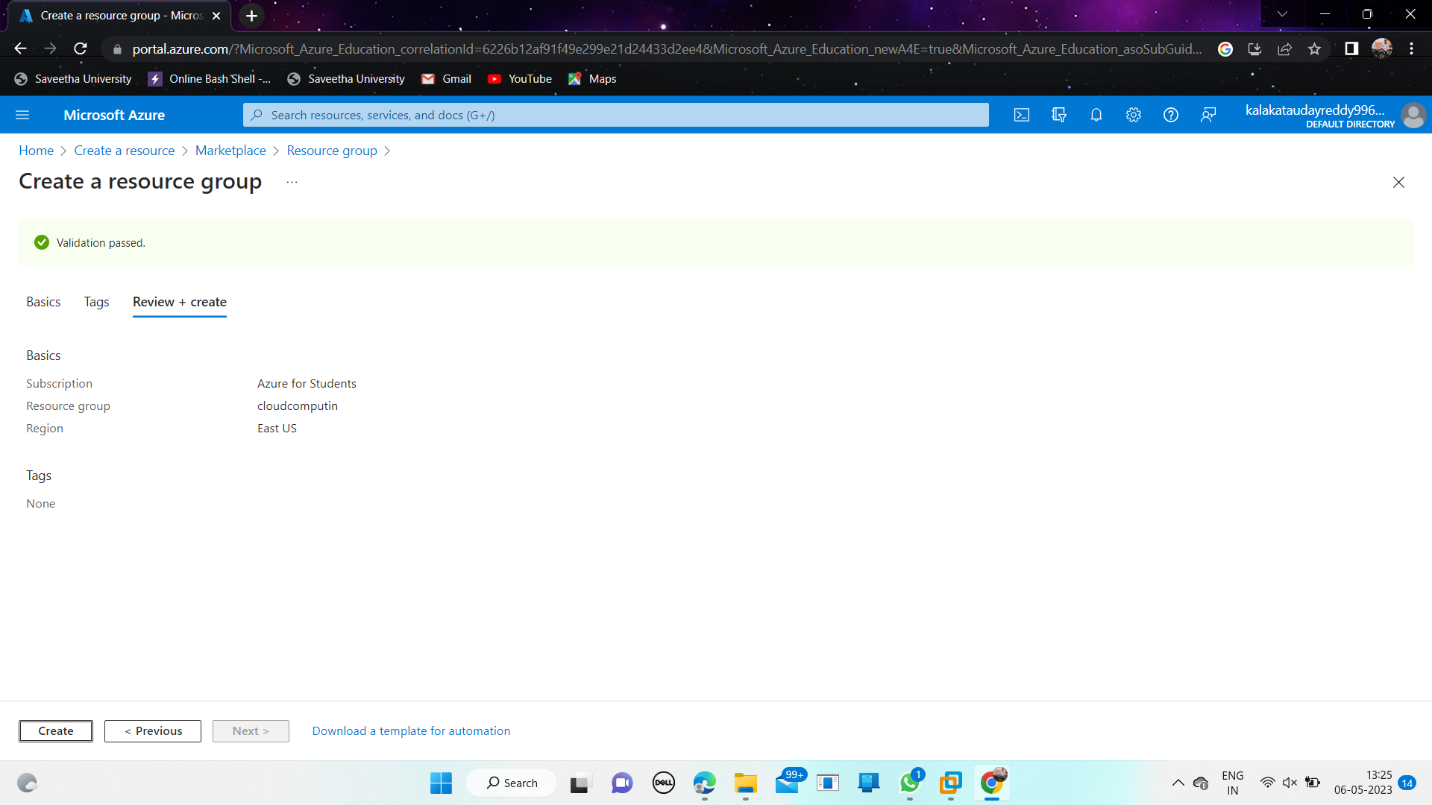 Create a resource group - Micros
portal.azure.com/?Microsoft_Azure_Education_correlationId=6226b12af91f49e299e21d24433d2ee4&Microsoft_Azure_Education_newA4E=true&Microsoft_Azure_Education_asoSubGuid...
Saveetha University Online Bash Shell -... Saveetha University Gmail YouTube Maps
Microsoft Azure Search resources, services, and docs (G+/) kalakataudayreddy996...
DEFAULT DIRECTORY
Home > Create a resource > Marketplace > Resource group >
Create a resource group ...
Validation passed.
Basics Tags Review + create
Basics
Subscription Azure for Students
Resource group cloudcomputin
Region East US
Tags
None
Create < Previous Next > Download a template for automation
Search DELL 99+ 1 ENG 13:25
IN 06-05-2023 14